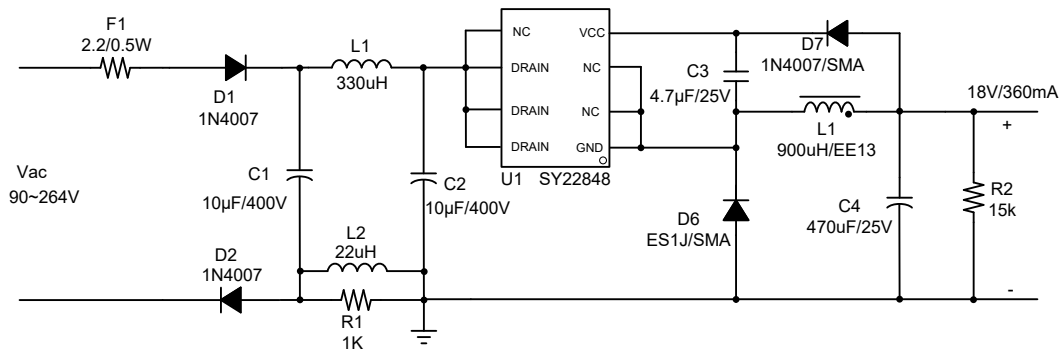 F1
2.2/0.5W
D1
1N4007
L1
330uH
NC
VCC
DRAIN
NC
DRAIN
NC
DRAIN
GND
U1
SY22848
D7
1N4007/SMA
C3
4.7µF/25V
18V/360mA
+
L1
900uH/EE13
Vac
90~264V
C1
10µF/400V
C2
10µF/400V
D6
ES1J/SMA
C4
470uF/25V
R2
15k
L2
22uH
D2
1N4007
R1
1K
-